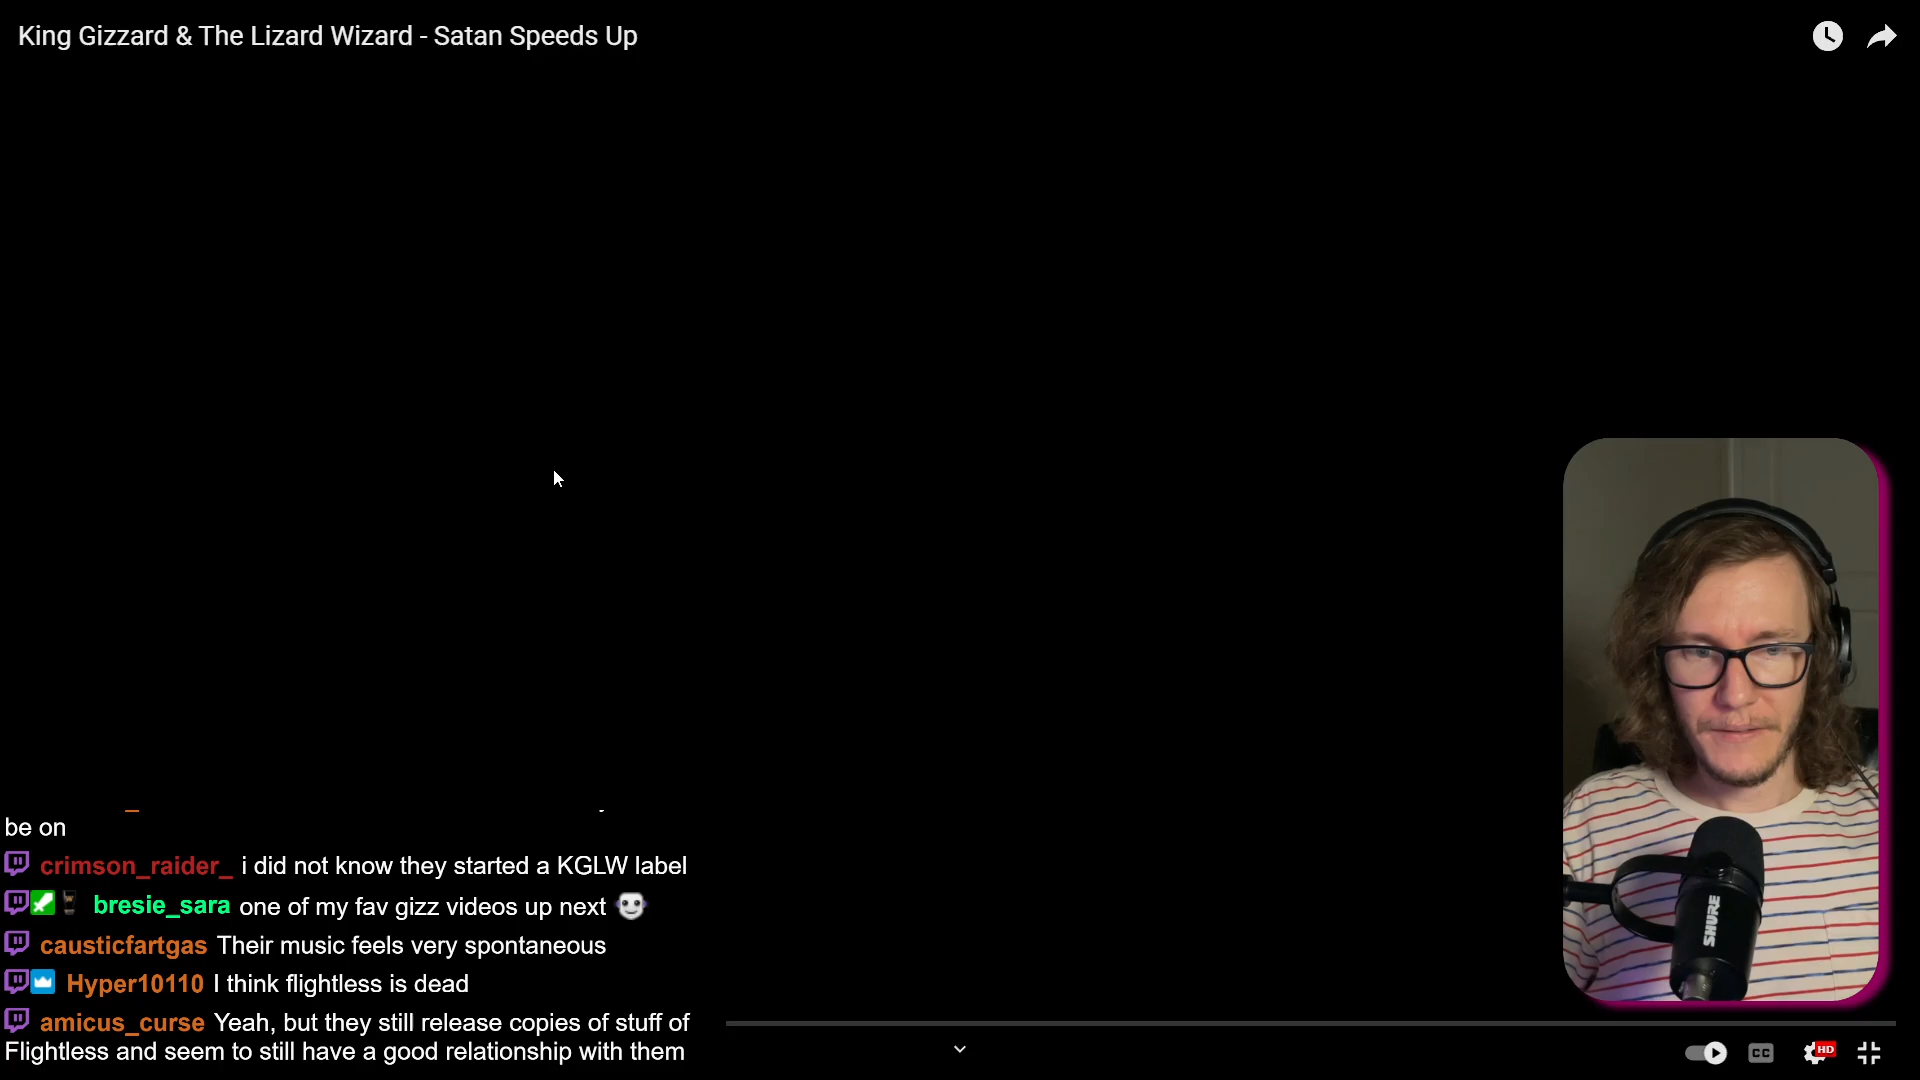 King Gizzard & The Lizard Wizard - Satan Speeds Up
be on
crimson_raider_ i did not know they started a KGLW label
bresie_sara one of my fav gizz videos up next
causticfartgas Their music feels very spontaneous
Hyper10110 I think flightless is dead
amicus_curse Yeah, but they still release copies of stuff of
Flightless and seem to still have a good relationship with them
SHURE
CC
HD